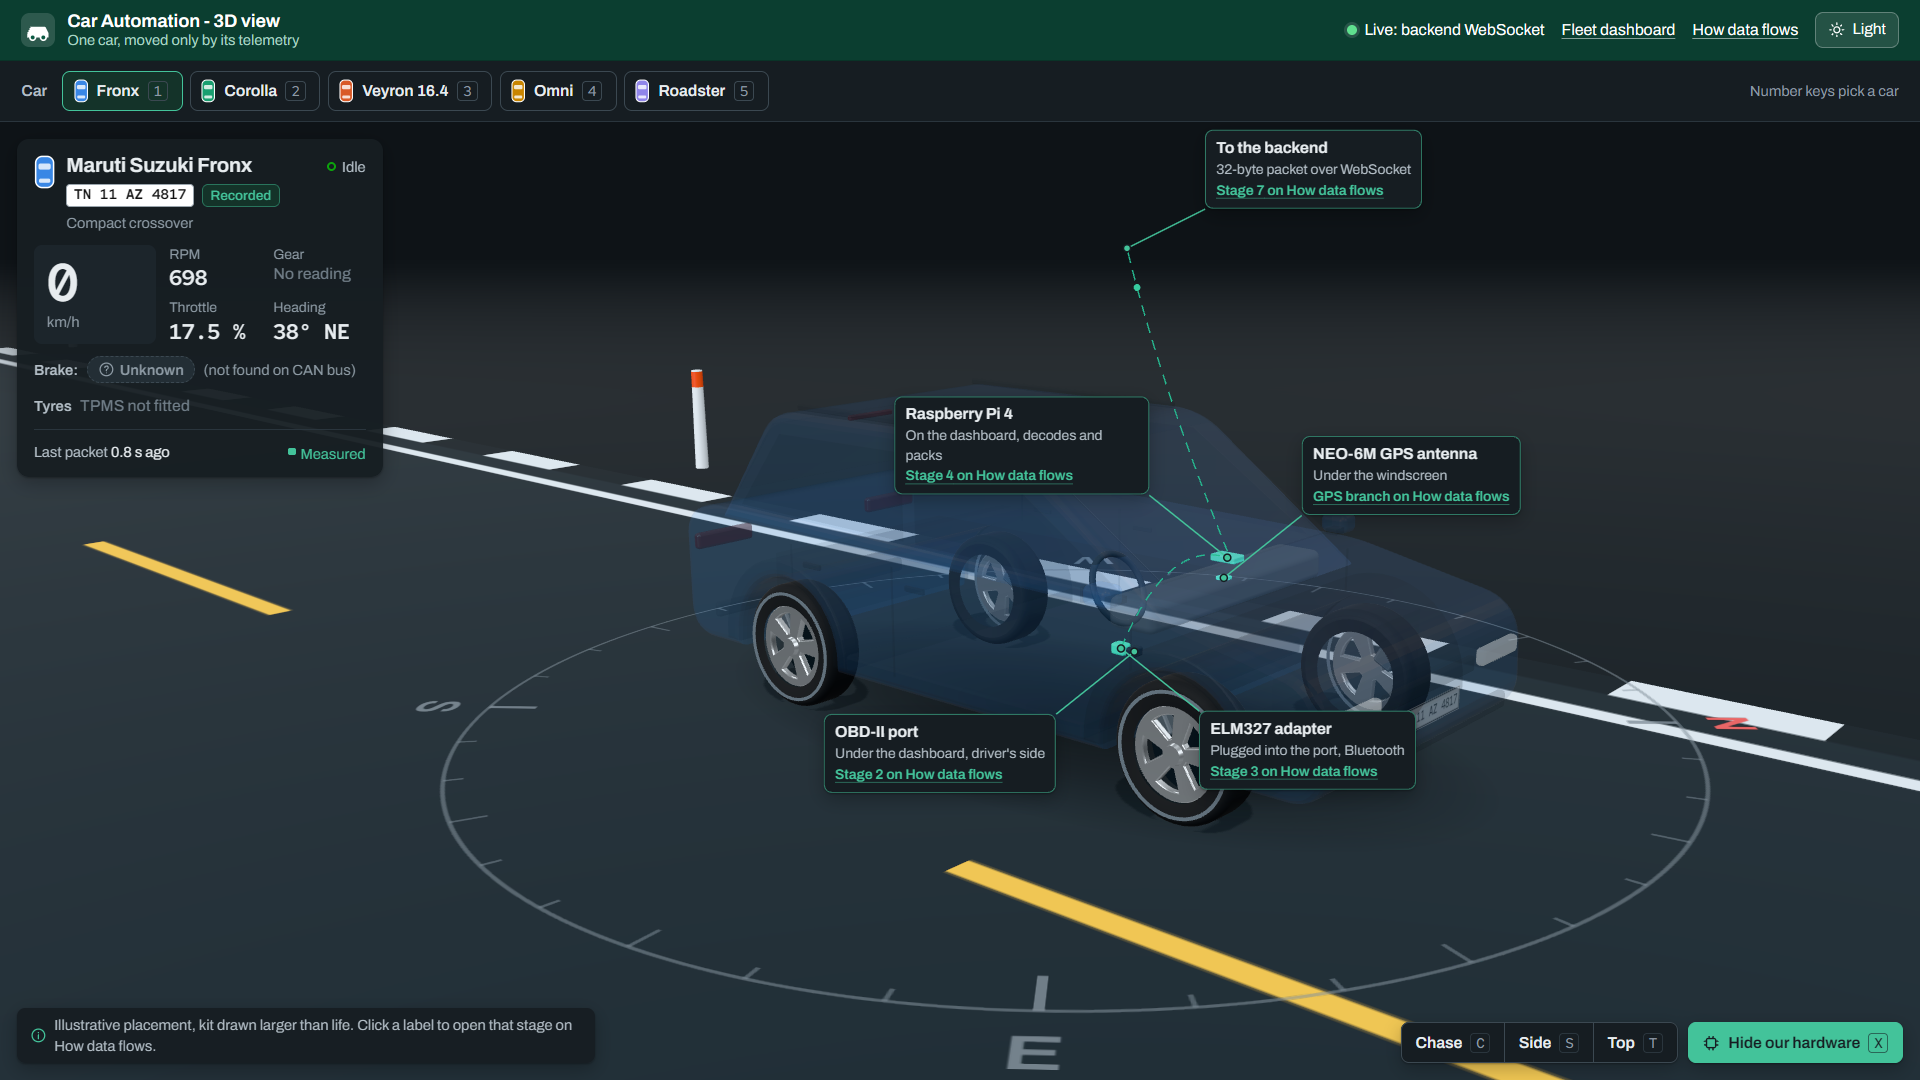 Car Automation - 3D view
One car, moved only by its telemetry
Live: backend WebSocket
Fleet dashboard
How data flows
Light
Car
Fronx 1
Corolla 2
Veyron 16.4 3
Omni 4
Roadster 5
Number keys pick a car
Maruti Suzuki Fronx
Idle
TN 11 AZ 4817
Recorded
Compact crossover
0
km/h
RPM
698
Gear
No reading
Throttle
17.5 %
Heading
38° NE
Brake: Unknown (not found on CAN bus)
Tyres TPMS not fitted
Last packet 0.8 s ago
Measured
To the backend
32-byte packet over WebSocket
Stage 7 on How data flows
Raspberry Pi 4
On the dashboard, decodes and
packs
Stage 4 on How data flows
NEO-6M GPS antenna
Under the windscreen
GPS branch on How data flows
OBD-II port
Under the dashboard, driver's side
Stage 2 on How data flows
ELM327 adapter
Plugged into the port, Bluetooth
Stage 3 on How data flows
11 AZ 4817
S
N
E
Illustrative placement, kit drawn larger than life. Click a label to open that stage on
How data flows.
Chase C
Side S
Top T
Hide our hardware X